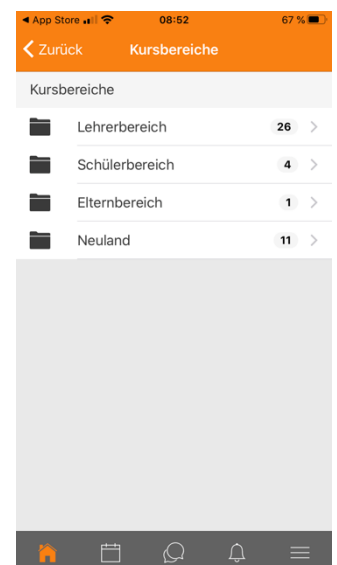 App Store 08:52 67 %
Zurück Kursbereiche
Kursbereiche
Lehrerbereich 26
Schülerbereich 4
Elternbereich 1
Neuland 11